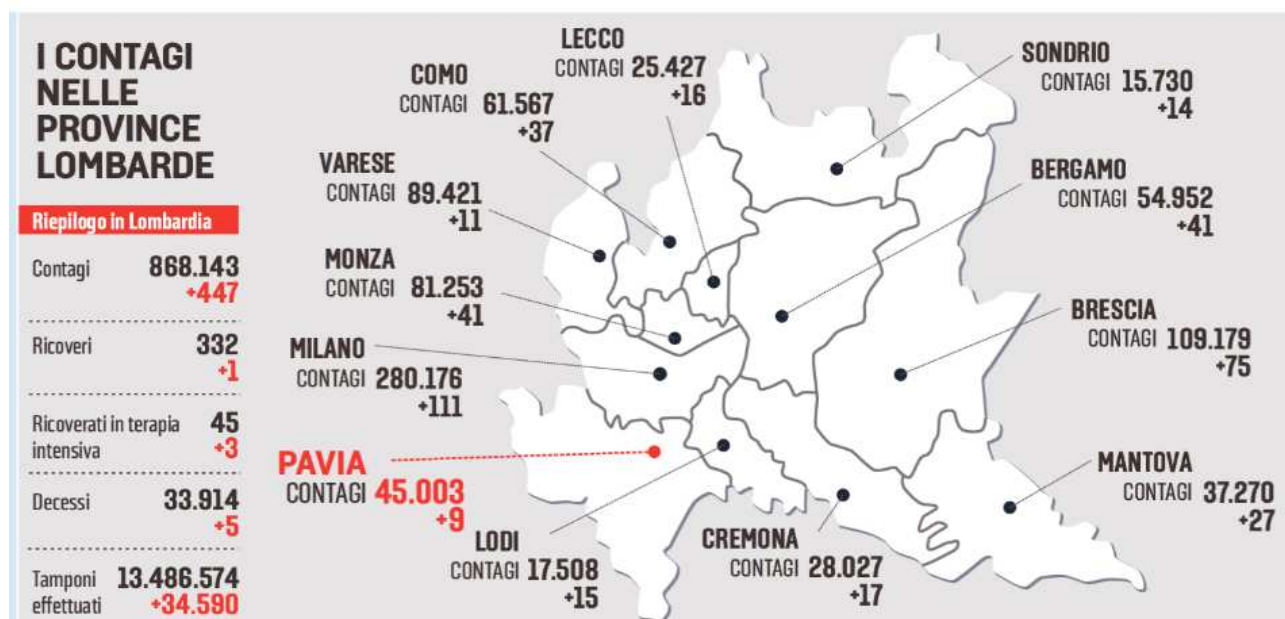 I CONTAGI
NELLE
PROVINCE
LOMBARDE
Riepilogo in Lombardia
Contagi 868.143
+447
Ricoveri 332
+1
Ricoverati in terapia intensiva 45
+3
Decessi 33.914
+5
Tamponi effettuati 13.486.574
+34.590
LECCO
CONTAGI 25.427
+16
COMO
CONTAGI 61.567
+37
VARESE
CONTAGI 89.421
+11
MONZA
CONTAGI 81.253
+41
MILANO
CONTAGI 280.176
+111
PAVIA
CONTAGI 45.003
+9
LODI
CONTAGI 17.508
+15
CREMONA
CONTAGI 28.027
+17
SONDRIO
CONTAGI 15.730
+14
BERGAMO
CONTAGI 54.952
+41
BRESCIA
CONTAGI 109.179
+75
MANTOVA
CONTAGI 37.270
+27